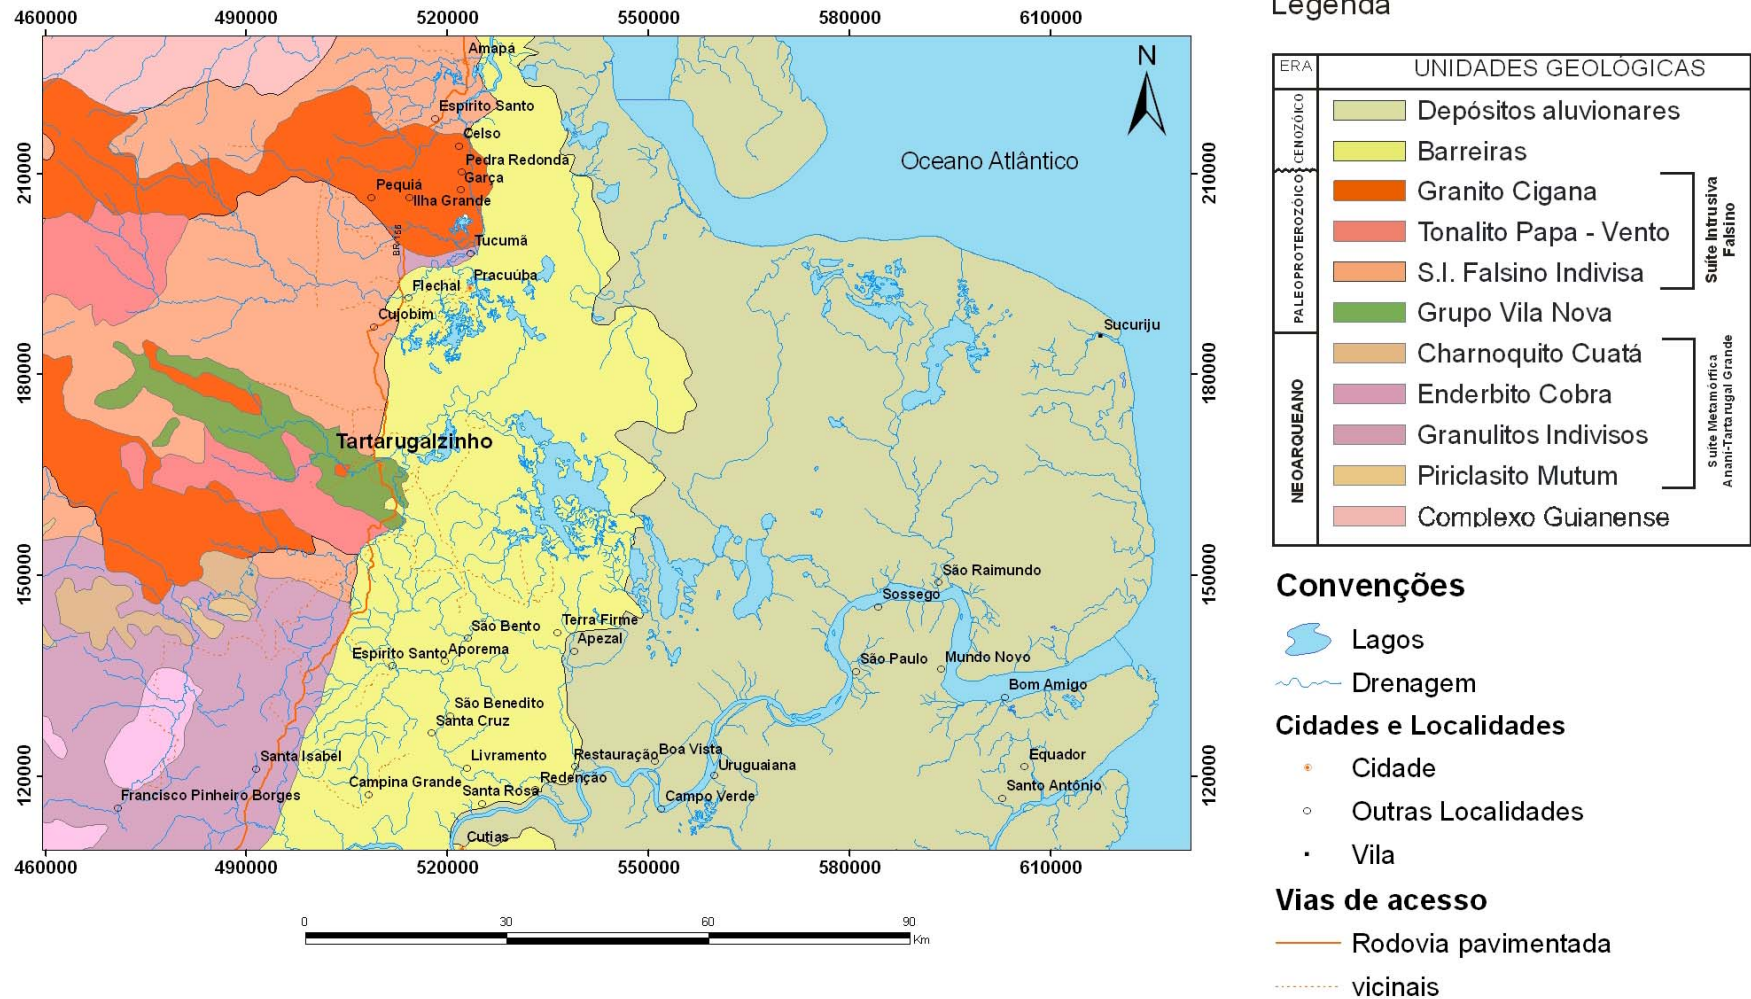 460000 490000 520000 550000 580000 610000
Legenda
Amapá
N
Espirito Santo
Celso
Pedra Redonda
Garça
Pequiá
Ilha Grande
BR 156
Tucumã
Pracuúba
Flechal
Cujobim
Oceano Atlântico
Sucuriju
Tartarugalzinho
São Raimundo
Sossego
Terra Firme
São Bento
Apezal
Espirito Santo
Aporema
São Paulo
Mundo Novo
Bom Amigo
São Benedito
Santa Cruz
Santa Isabel
Livramento
Restauração
Boa Vista
Equador
Uruguaiana
Redenção
Campina Grande
Santa Rosa
Santo Antônio
Francisco Pinheiro Borges
Campo Verde
Cutias
210000
180000
150000
120000
210000
180000
150000
120000
460000 490000 520000 550000 580000 610000
0 30 60 90
Km
ERA UNIDADES GEOLÓGICAS
CENOZÓICO
Depósitos aluvionares
Barreiras
PALEOPROTEROZÓICO
Granito Cigana
Tonalito Papa - Vento
S.I. Falsino Indivisa
Suíte Intrusiva
Falsino
Grupo Vila Nova
NEOARQUEANO
Charnoquito Cuatá
Enderbito Cobra
Granulitos Indivisos
Piriclasito Mutum
Suíte Metamórfica
Anani-Tartarugal Grande
Complexo Guianense
Convenções
Lagos
Drenagem
Cidades e Localidades
Cidade
Outras Localidades
Vila
Vias de acesso
Rodovia pavimentada
vicinais